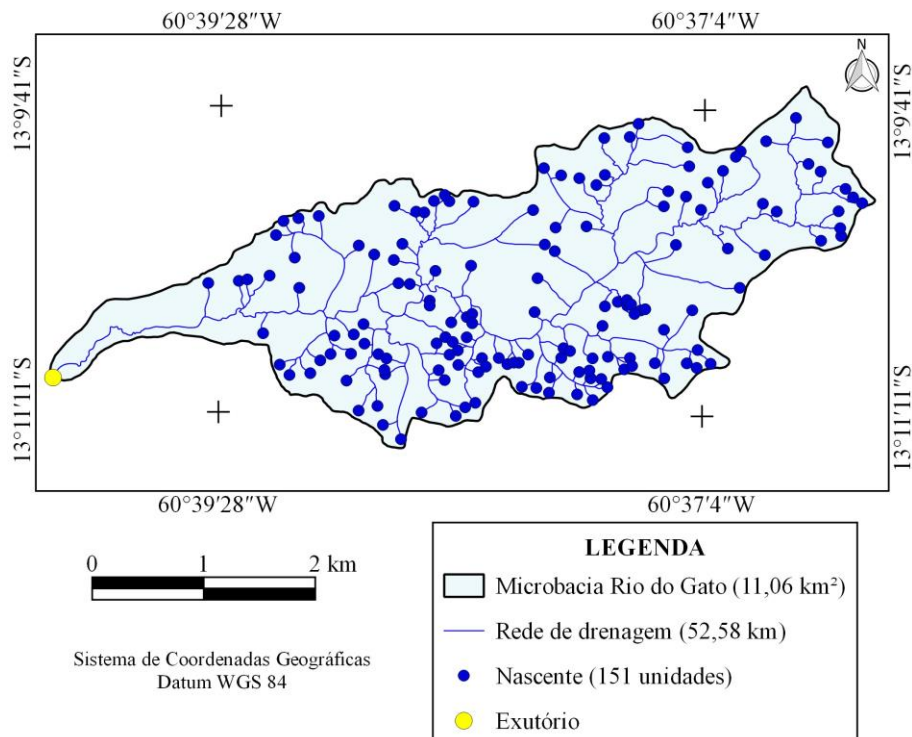 60°39'28"W 60°37'4"W
N
13°9'41"S 13°9'41"S
13°11'11"S 13°11'11"S
60°39'28"W 60°37'4"W
0 1 2 km
Sistema de Coordenadas Geográficas
Datum WGS 84
LEGENDA
Microbacia Rio do Gato (11,06 km²)
Rede de drenagem (52,58 km)
Nascente (151 unidades)
Exutório